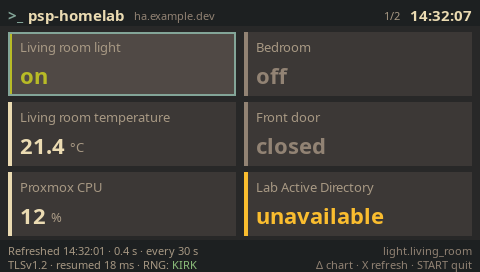 >_ psp-homelab ha.example.dev 1/2 14:32:07
Living room light
on
Bedroom
off
Living room temperature
21.4 °C
Front door
closed
Proxmox CPU
12 %
Lab Active Directory
unavailable
Refreshed 14:32:01 · 0.4 s · every 30 s
light.living_room
TLSv1.2 · resumed 18 ms · RNG: KIRK
Δ chart · X refresh · START quit